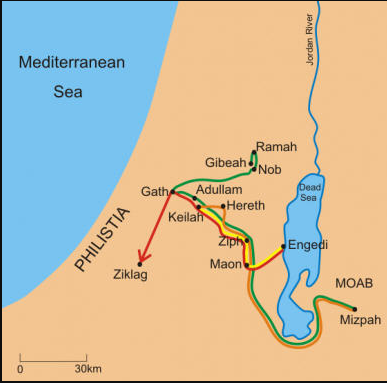 Mediterranean
Sea
Jordan River
Ramah
Gibeah
Nob
Dead
Sea
Gath
Adullam
Hereth
Keilah
PHILISTIA
Ziph
Engedi
Maon
Ziklag
MOAB
Mizpah
0 30km